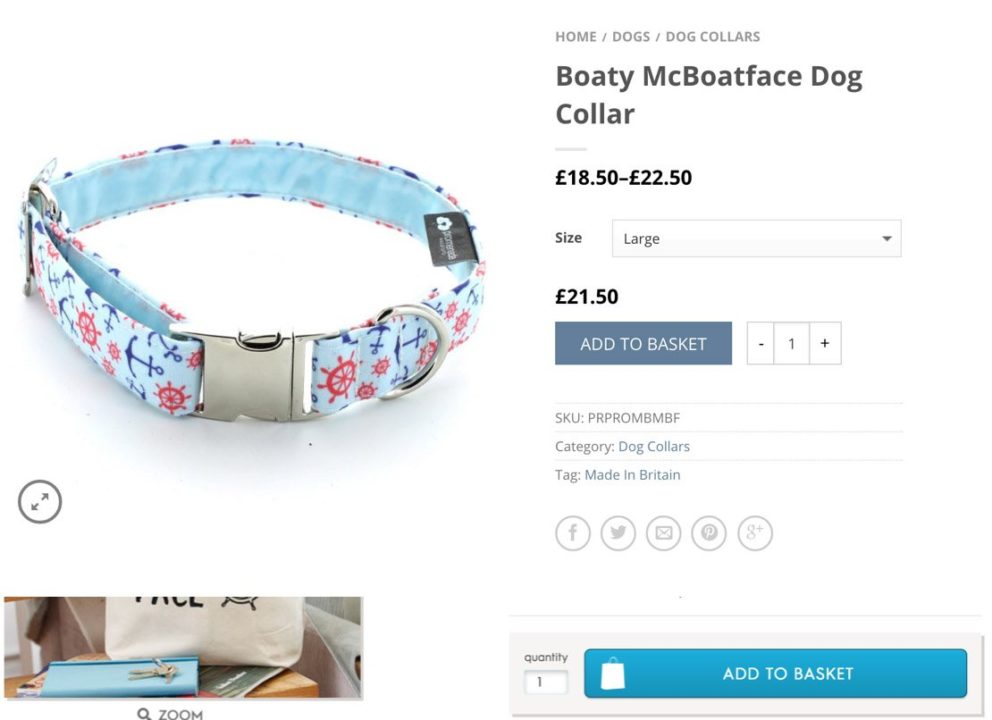 HOME / DOGS / DOG COLLARS
Boaty McBoatface Dog
Collar
£18.50–£22.50
Size
Large
£21.50
ADD TO BASKET
- 1 +
SKU: PRPROMBMBF
Category: Dog Collars
Tag: Made In Britain
FACE
quantity
1
ADD TO BASKET
ZOOM